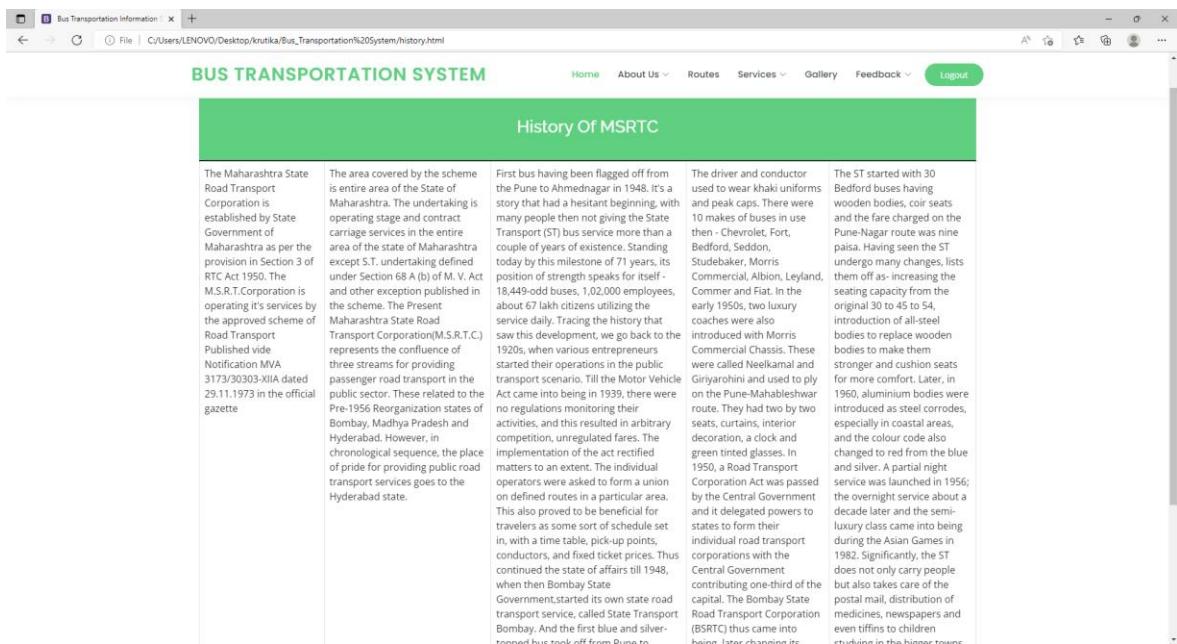 Bus Transportation Information S
File
C:/Users/LENOVO/Desktop/krutika/Bus_Transportation%20System/history.html
BUS TRANSPORTATION SYSTEM
Home About Us Routes Services Gallery Feedback Logout
History Of MSRTC
The Maharashtra State
Road Transport
Corporation is
established by State
Government of
Maharashtra as per the
provision in Section 3 of
RTC Act 1950. The
M.S.R.T.Corporation is
operating it's services by
the approved scheme of
Road Transport
Published vide
Notification MVA
3173/30303-XIIA dated
29.11.1973 in the official
gazette
The area covered by the scheme
is entire area of the State of
Maharashtra. The undertaking is
operating stage and contract
carriage services in the entire
area of the state of Maharashtra
except S.T. undertaking defined
under Section 68 A (b) of M. V. Act
and other exception published in
the scheme. The Present
Maharashtra State Road
Transport Corporation(M.S.R.T.C.)
represents the confluence of
three streams for providing
passenger road transport in the
public sector. These related to the
Pre-1956 Reorganization states of
Bombay, Madhya Pradesh and
Hyderabad. However, in
chronological sequence, the place
of pride for providing public road
transport services goes to the
Hyderabad state.
First bus having been flagged off from
the Pune to Ahmednagar in 1948. It's a
story that had a hesitant beginning, with
many people then not giving the State
Transport (ST) bus service more than a
couple of years of existence. Standing
today by this milestone of 71 years, its
position of strength speaks for itself -
18,449-odd buses, 1,02,000 employees,
about 67 lakh citizens utilizing the
service daily. Tracing the history that
saw this development, we go back to the
1920s, when various entrepreneurs
started their operations in the public
transport scenario. Till the Motor Vehicle
Act came into being in 1939, there were
no regulations monitoring their
activities, and this resulted in arbitrary
competition, unregulated fares. The
implementation of the act rectified
matters to an extent. The individual
operators were asked to form a union
on defined routes in a particular area.
This also proved to be beneficial for
travelers as some sort of schedule set
in, with a time table, pick-up points,
conductors, and fixed ticket prices. Thus
continued the state of affairs till 1948,
when then Bombay State
Government,started its own state road
transport service, called State Transport
Bombay. And the first blue and silver-
topped bus took off from Pune to
The driver and conductor
used to wear khaki uniforms
and peak caps. There were
10 makes of buses in use
then - Chevrolet, Fort,
Bedford, Seddon,
Studebaker, Morris
Commercial, Albion, Leyland,
Commer and Fiat. In the
early 1950s, two luxury
coaches were also
introduced with Morris
Commercial Chassis. These
were called Neelkamal and
Giriyarohini and used to ply
on the Pune-Mahableshwar
route. They had two by two
seats, curtains, interior
decoration, a clock and
green tinted glasses. In
1950, a Road Transport
Corporation Act was passed
by the Central Government
and it delegated powers to
states to form their
individual road transport
corporations with the
Central Government
contributing one-third of the
capital. The Bombay State
Road Transport Corporation
(BSRTC) thus came into
being, later changing its
The ST started with 30
Bedford buses having
wooden bodies, coir seats
and the fare charged on the
Pune-Nagar route was nine
paisa. Having seen the ST
undergo many changes, lists
them off as- increasing the
seating capacity from the
original 30 to 45 to 54,
introduction of all-steel
bodies to replace wooden
bodies to make them
stronger and cushion seats
for more comfort. Later, in
1960, aluminium bodies were
introduced as steel corrodes,
especially in coastal areas,
and the colour code also
changed to red from the blue
and silver. A partial night
service was launched in 1956;
the overnight service about a
decade later and the semi-
luxury class came into being
during the Asian Games in
1982. Significantly, the ST
does not only carry people
but also takes care of the
postal mail, distribution of
medicines, newspapers and
even tiffins to children
studying in the bigger towns